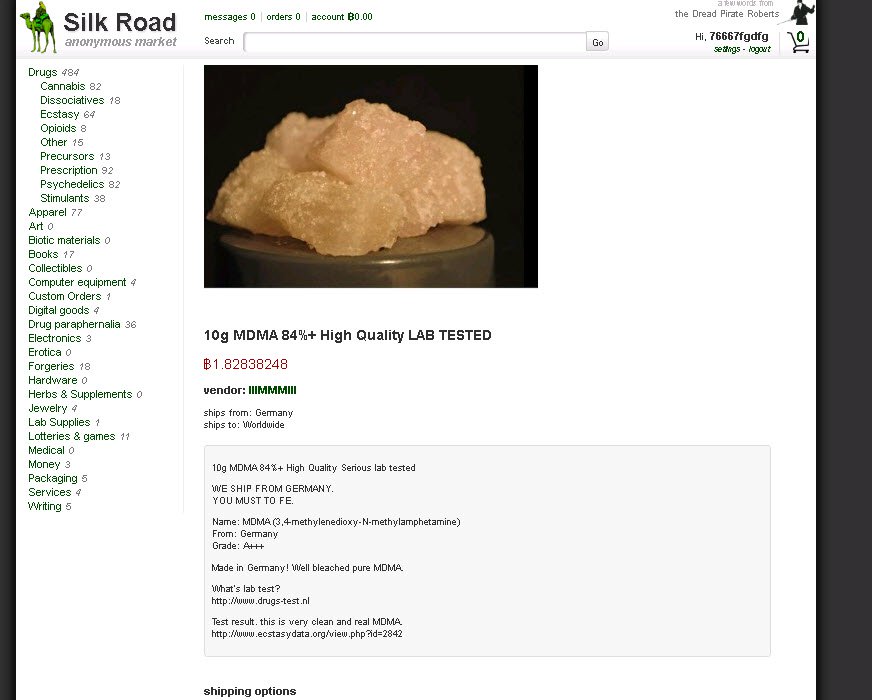 Silk Road
anonymous market
messages 0 | orders 0 | account ฿0.00
Search
Go
a few words from
the Dread Pirate Roberts
Hi, 76667fgdfg
settings - logout
0
Drugs 484
Cannabis 82
Dissociatives 18
Ecstasy 64
Opioids 8
Other 15
Precursors 13
Prescription 92
Psychedelics 82
Stimulants 38
Apparel 77
Art 0
Biotic materials 0
Books 17
Collectibles 0
Computer equipment 4
Custom Orders 1
Digital goods 4
Drug paraphernalia 36
Electronics 3
Erotica 0
Forgeries 18
Hardware 0
Herbs & Supplements 0
Jewelry 4
Lab Supplies 1
Lotteries & games 11
Medical 0
Money 3
Packaging 5
Services 4
Writing 5
10g MDMA 84%+ High Quality LAB TESTED
฿1.82838248
vendor: IIIMMMIII
ships from: Germany
ships to: Worldwide
10g MDMA 84%+ High Quality Serious lab tested
WE SHIP FROM GERMANY.
YOU MUST TO FE.
Name: MDMA (3,4-methylenedioxy-N-methylamphetamine)
From: Germany
Grade: A+++
Made in Germany! Well bleached pure MDMA.
What's lab test?
http://www.drugs-test.nl
Test result. this is very clean and real MDMA.
http://www.ecstasydata.org/view.php?id=2842
shipping options